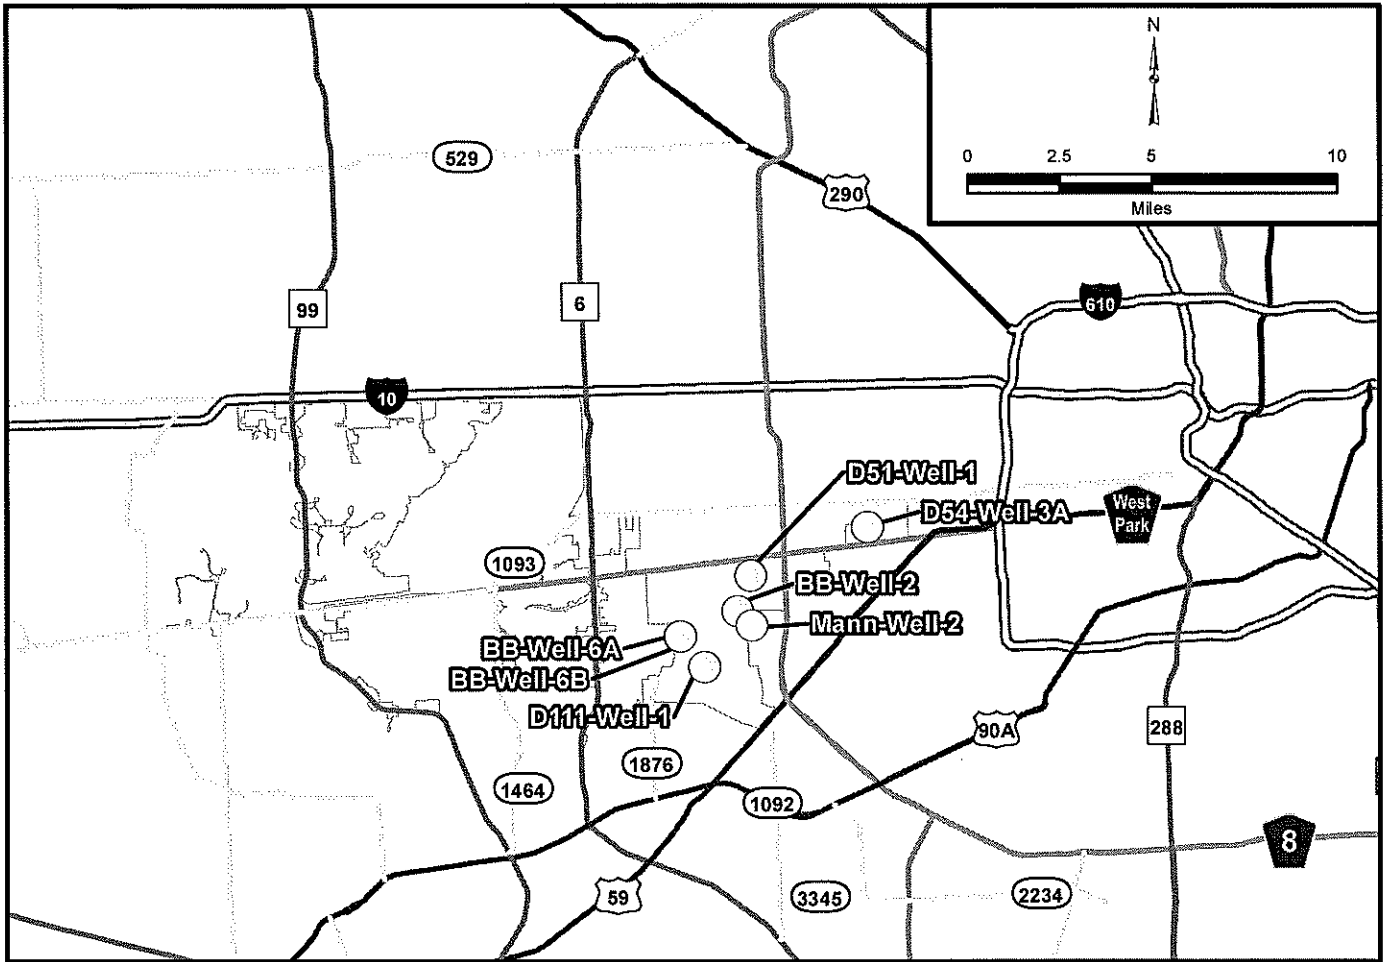 N
0 2.5 5 10
Miles
529
290
99
6
610
10
D51-Well-1
D54-Well-3A
West
Park
1093
BB-Well-2
Mann-Well-2
BB-Well-6A
BB-Well-6B
D111-Well-1
90A
288
1876
1464
1092
8
59
3345
2234